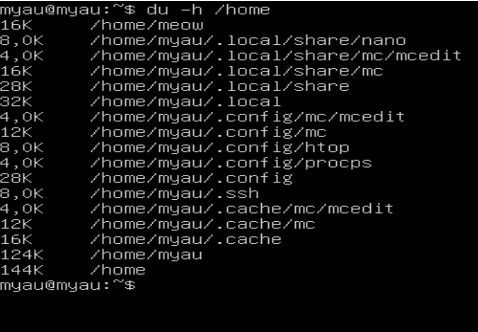 myau@myau:~$ du -h /home
16K /home/meow
8,0K /home/myau/.local/share/nano
4,0K /home/myau/.local/share/mc/mcedit
16K /home/myau/.local/share/mc
28K /home/myau/.local/share
32K /home/myau/.local
4,0K /home/myau/.config/mc/mcedit
12K /home/myau/.config/mc
8,0K /home/myau/.config/htop
4,0K /home/myau/.config/procps
28K /home/myau/.config
8,0K /home/myau/.ssh
4,0K /home/myau/.cache/mc/mcedit
12K /home/myau/.cache/mc
16K /home/myau/.cache
124K /home/myau
144K /home
myau@myau:~$